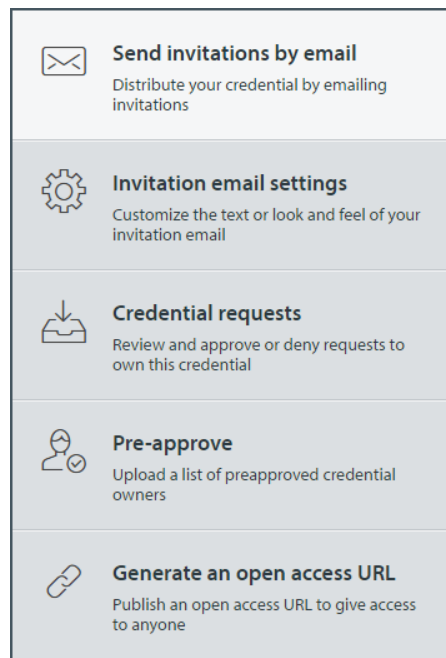 Send invitations by email
Distribute your credential by emailing
invitations
Invitation email settings
Customize the text or look and feel of your
invitation email
Credential requests
Review and approve or deny requests to
own this credential
Pre-approve
Upload a list of preapproved credential
owners
Generate an open access URL
Publish an open access URL to give access
to anyone